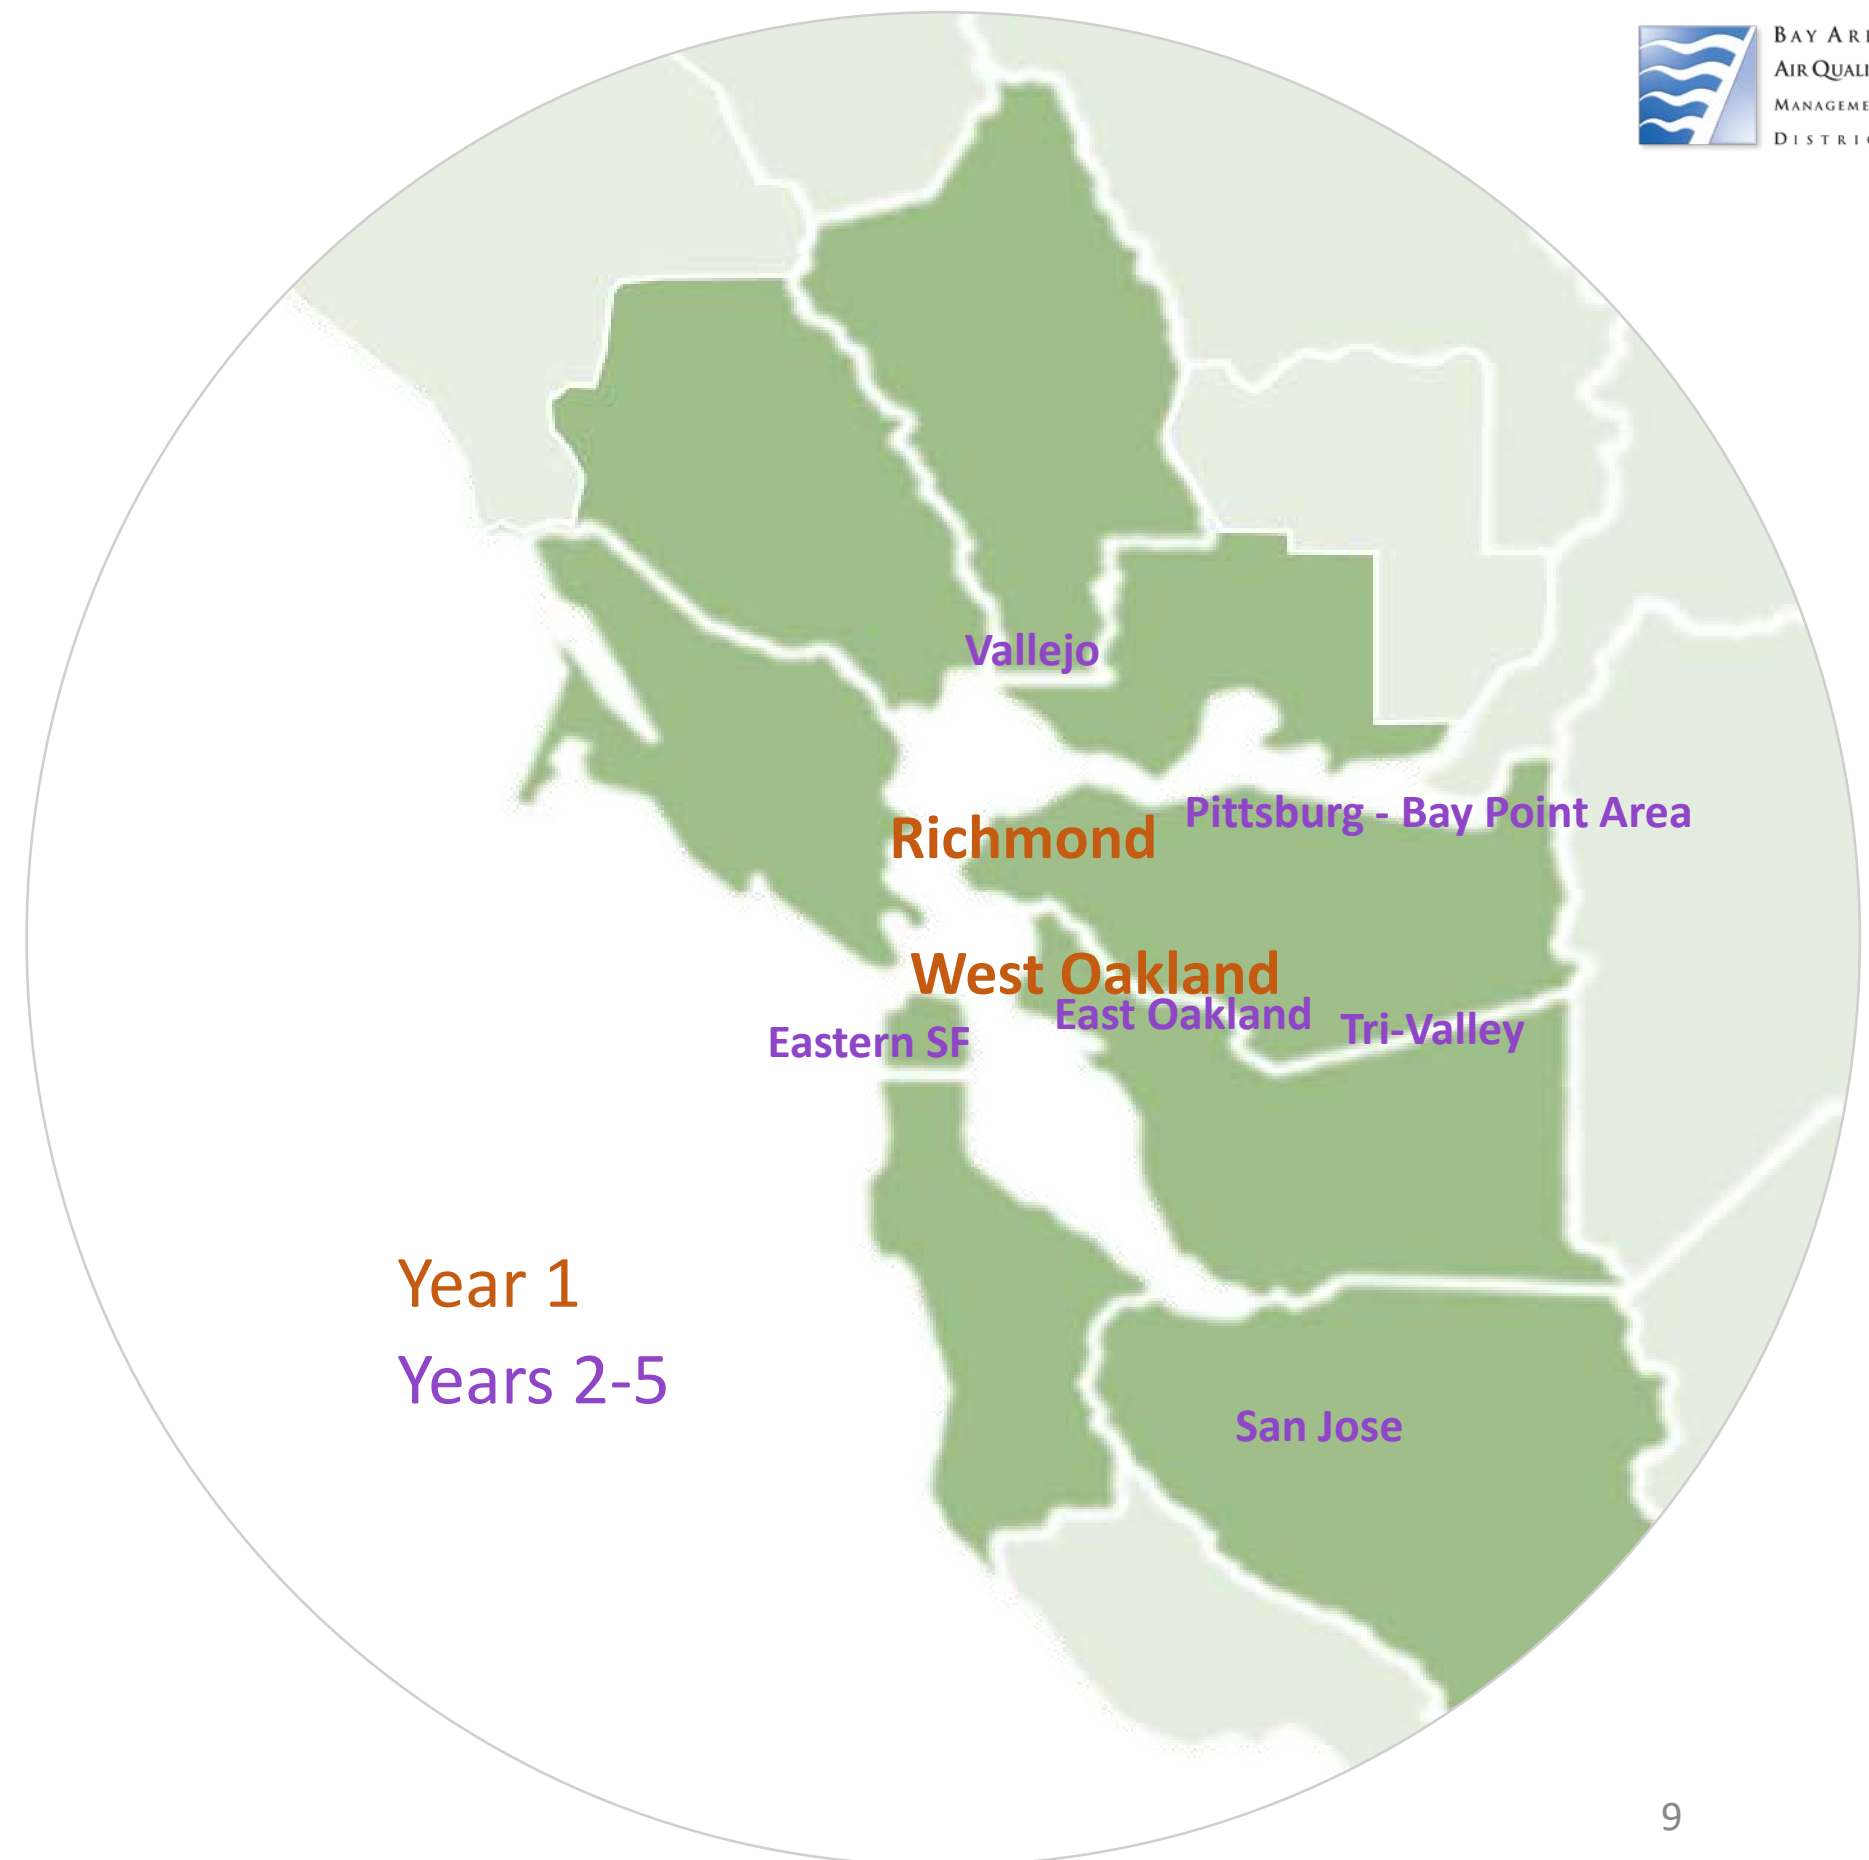 BAY AR
AIR QUALI
MANAGEME
DISTRI
Vallejo
Pittsburg - Bay Point Area
Richmond
West Oakland
East Oakland
Tri-Valley
Eastern SF
Year 1
Years 2-5
San Jose
9